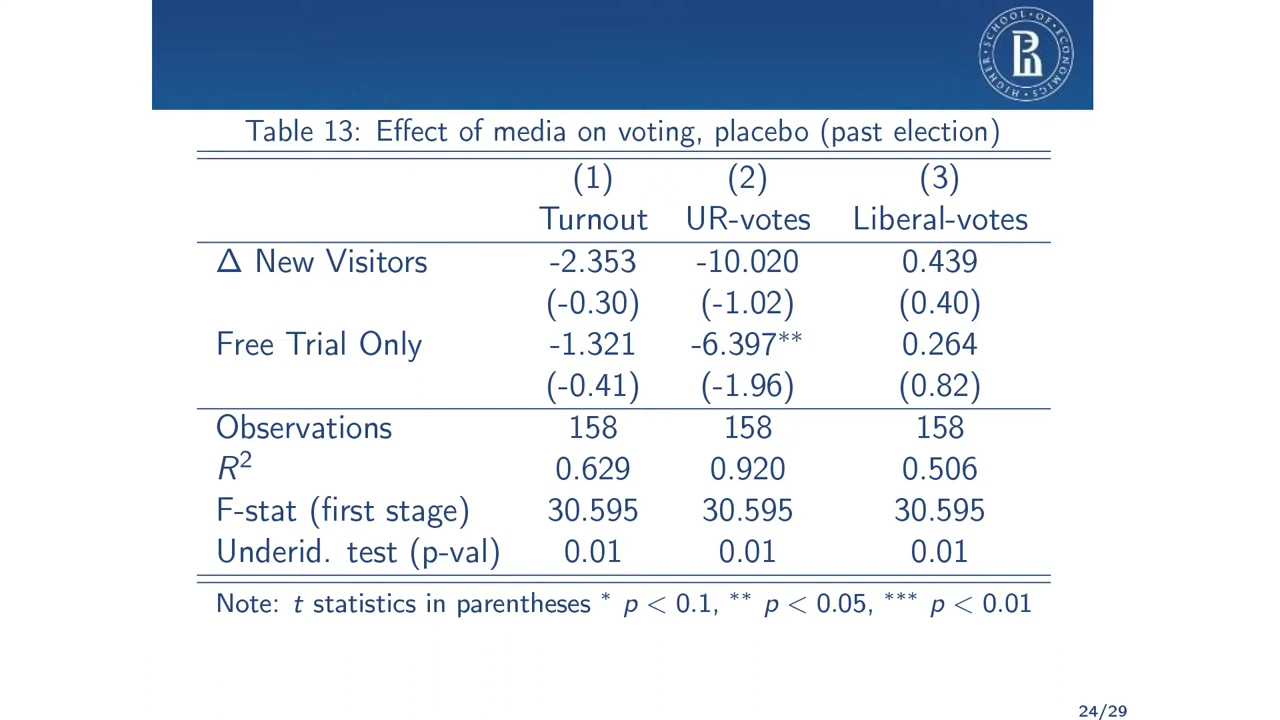 HIGHER · SCHOOL · OF · ECONOMICS ·
Table 13: Effect of media on voting, placebo (past election)
(1) (2) (3)
Turnout UR-votes Liberal-votes
Δ New Visitors -2.353 -10.020 0.439
(-0.30) (-1.02) (0.40)
Free Trial Only -1.321 -6.397** 0.264
(-0.41) (-1.96) (0.82)
Observations 158 158 158
R² 0.629 0.920 0.506
F-stat (first stage) 30.595 30.595 30.595
Underid. test (p-val) 0.01 0.01 0.01
Note: t statistics in parentheses * p < 0.1, ** p < 0.05, *** p < 0.01
24/29